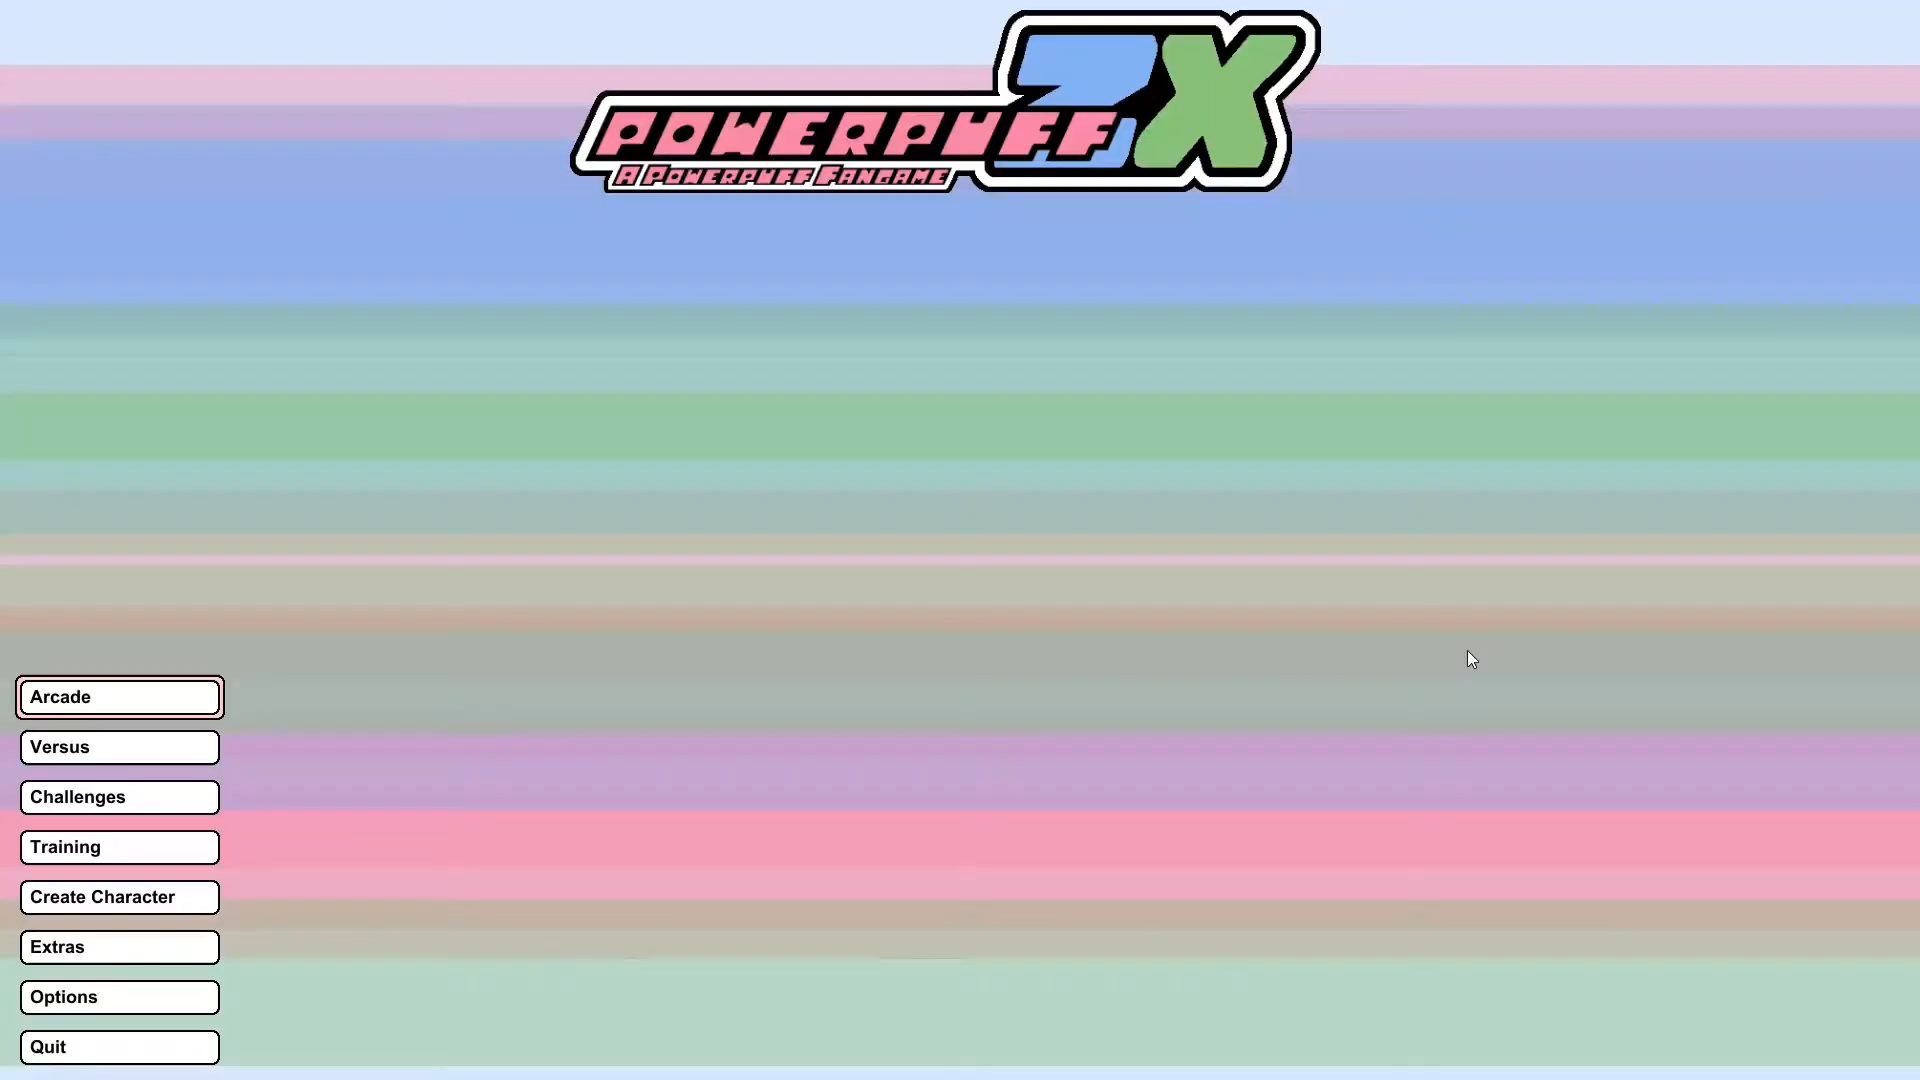 POWERPUFF ZX
A POWERPUFF FANGAME
Arcade
Versus
Challenges
Training
Create Character
Extras
Options
Quit